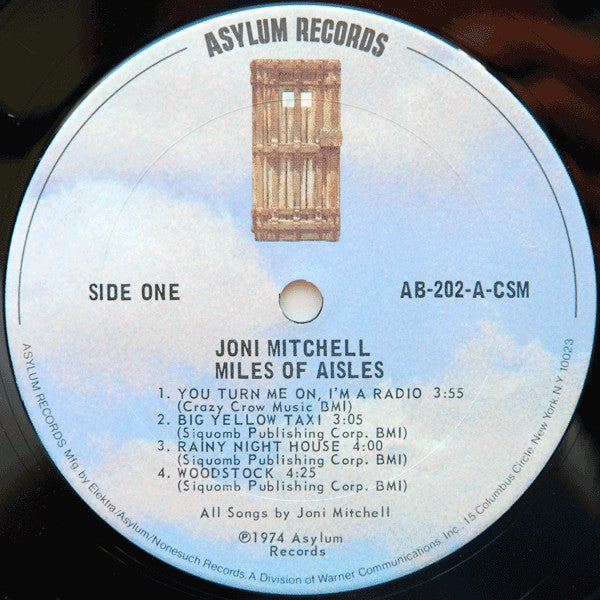 ASYLUM RECORDS
SIDE ONE
AB-202-A-CSM
JONI MITCHELL
MILES OF AISLES
1. YOU TURN ME ON, I'M A RADIO 3:55
(Crazy Crow Music BMI)
2. BIG YELLOW TAXI 3:05
(Siquomb Publishing Corp. BMI)
3. RAINY NIGHT HOUSE 4:00
(Siquomb Publishing Corp. BMI)
4. WOODSTOCK 4:25
(Siquomb Publishing Corp. BMI)
All Songs by Joni Mitchell
℗1974 Asylum
Records
ASYLUM RECORDS Mfg. by Elektra/Asylum/Nonesuch Records. A Division of Warner Communications, Inc. 15 Columbus Circle, New York, N.Y. 10023